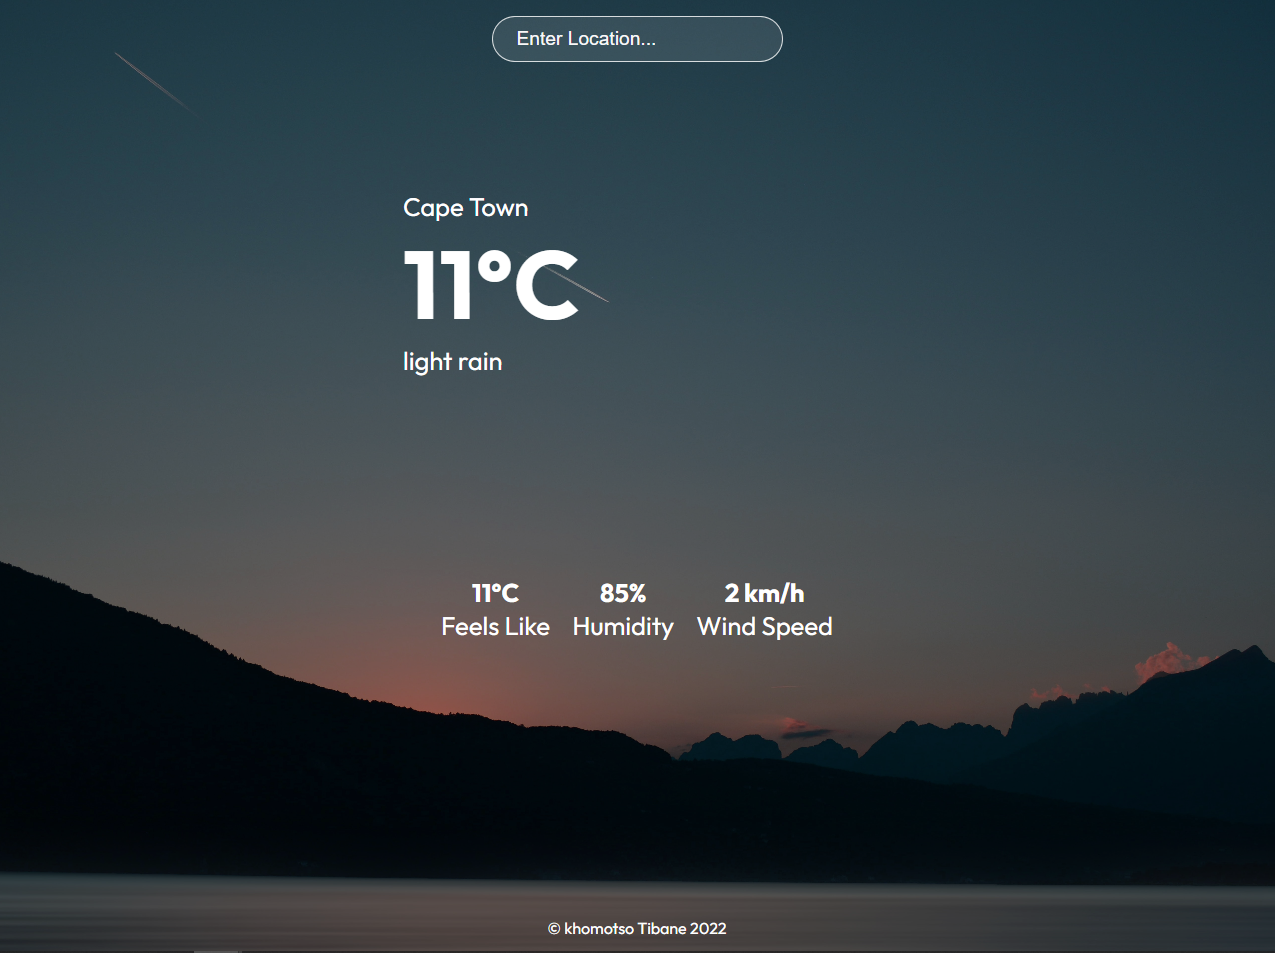 Enter Location...
Cape Town
11°C
light rain
11°C 85% 2 km/h
Feels Like Humidity Wind Speed
© khomotso Tibane 2022